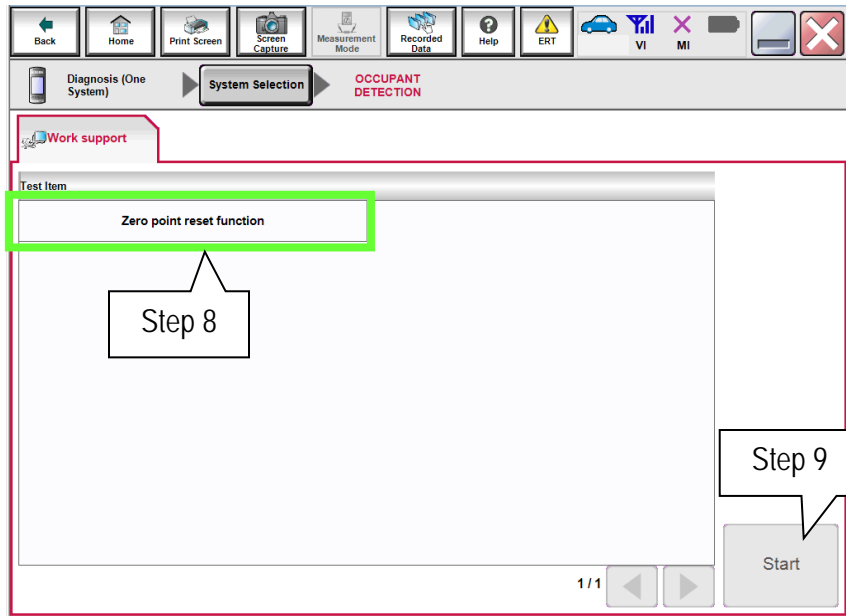 Back
Home
Print Screen
Screen
Capture
Measurement
Mode
Recorded
Data
Help
ERT
VI
MI
Diagnosis (One
System)
System Selection
OCCUPANT
DETECTION
Work support
Test Item
Zero point reset function
Step 8
Step 9
Start
1/1